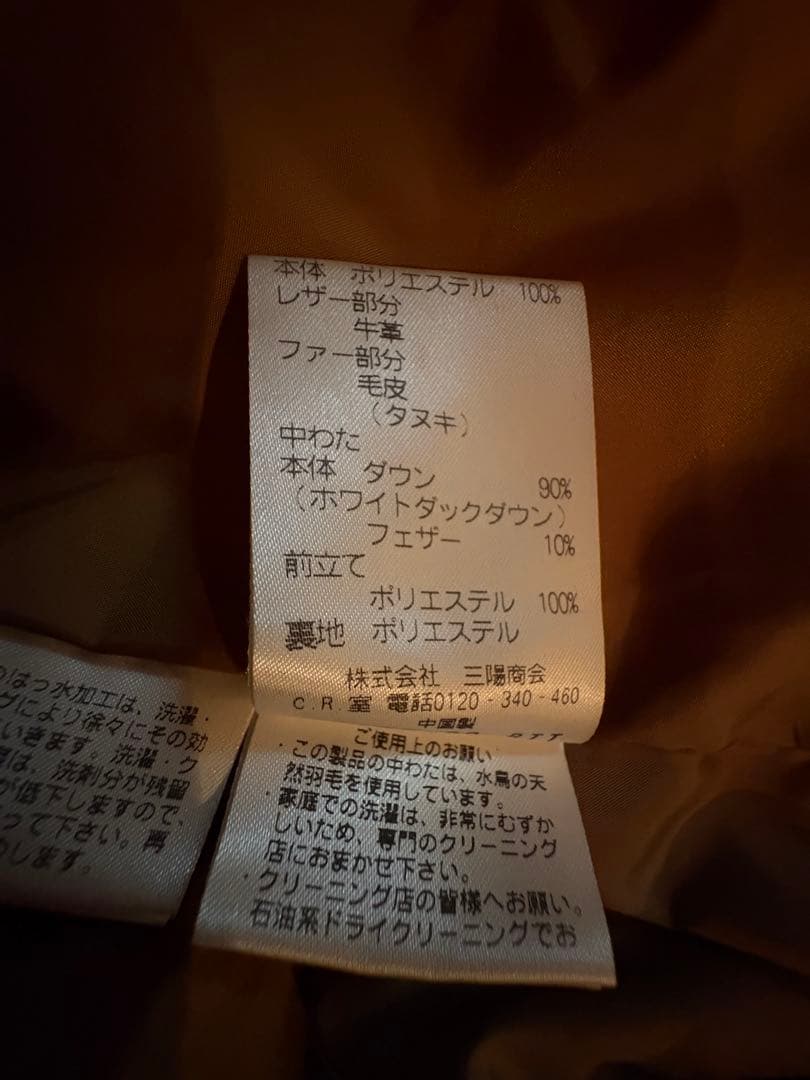 本体 ポリエステル 100%
レザー部分
牛革
ファー部分
毛皮
(タヌキ)
中わた
本体 ダウン 90%
(ホワイトダックダウン)
フェザー 10%
前立て
ポリエステル 100%
裏地 ポリエステル
株式会社 三陽商会
C.R.室 電話0120-340-460
中国製
ご使用上のお願い
・この製品の中わたは、水鳥の天
然羽毛を使用しています。
・家庭での洗濯は、非常にむずか
しいため、専門のクリーニング
店におまかせ下さい。
・クリーニング店の皆様へお願い。
石油系ドライクリーニングでお
はっ水加工は、洗濯・
グにより徐々にその効
いきます。洗濯・ク
は、洗剤分が残留
が低下しますので、
って下さい。再
します。